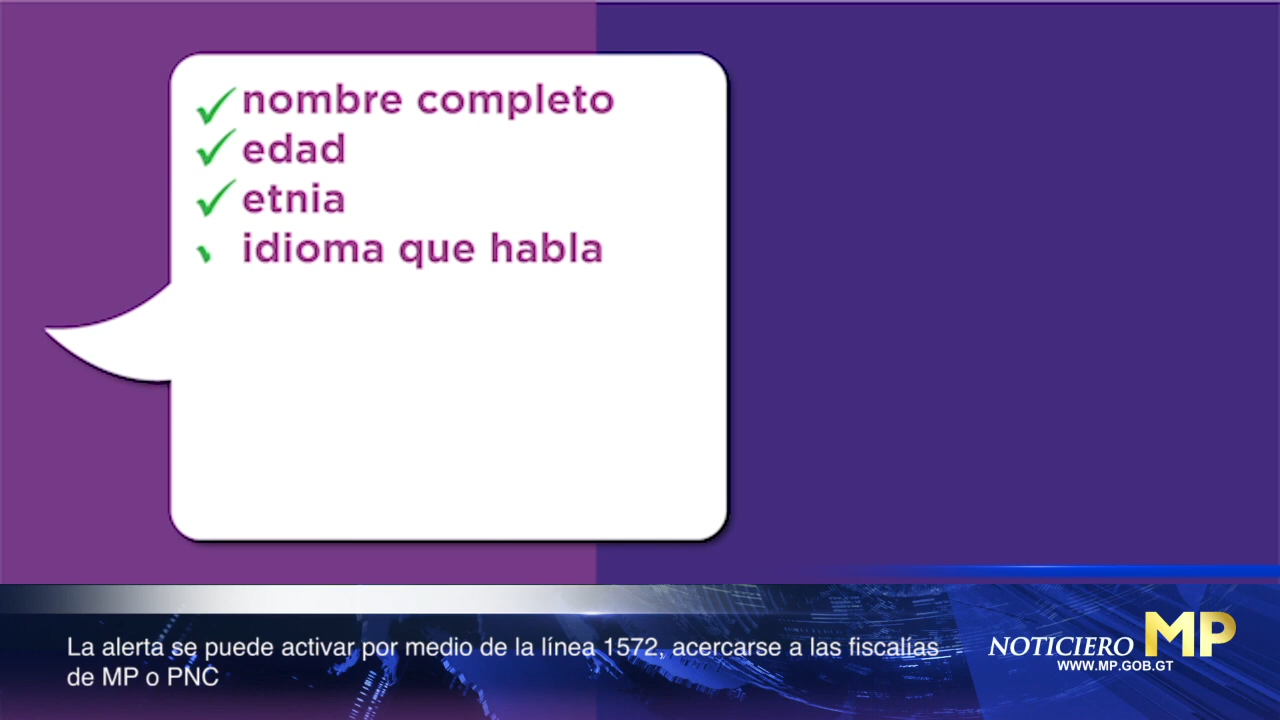 nombre completo
edad
etnia
idioma que habla
La alerta se puede activar por medio de la línea 1572, acercarse a las fiscalías
de MP o PNC
NOTICIERO MP
WWW.MP.GOB.GT